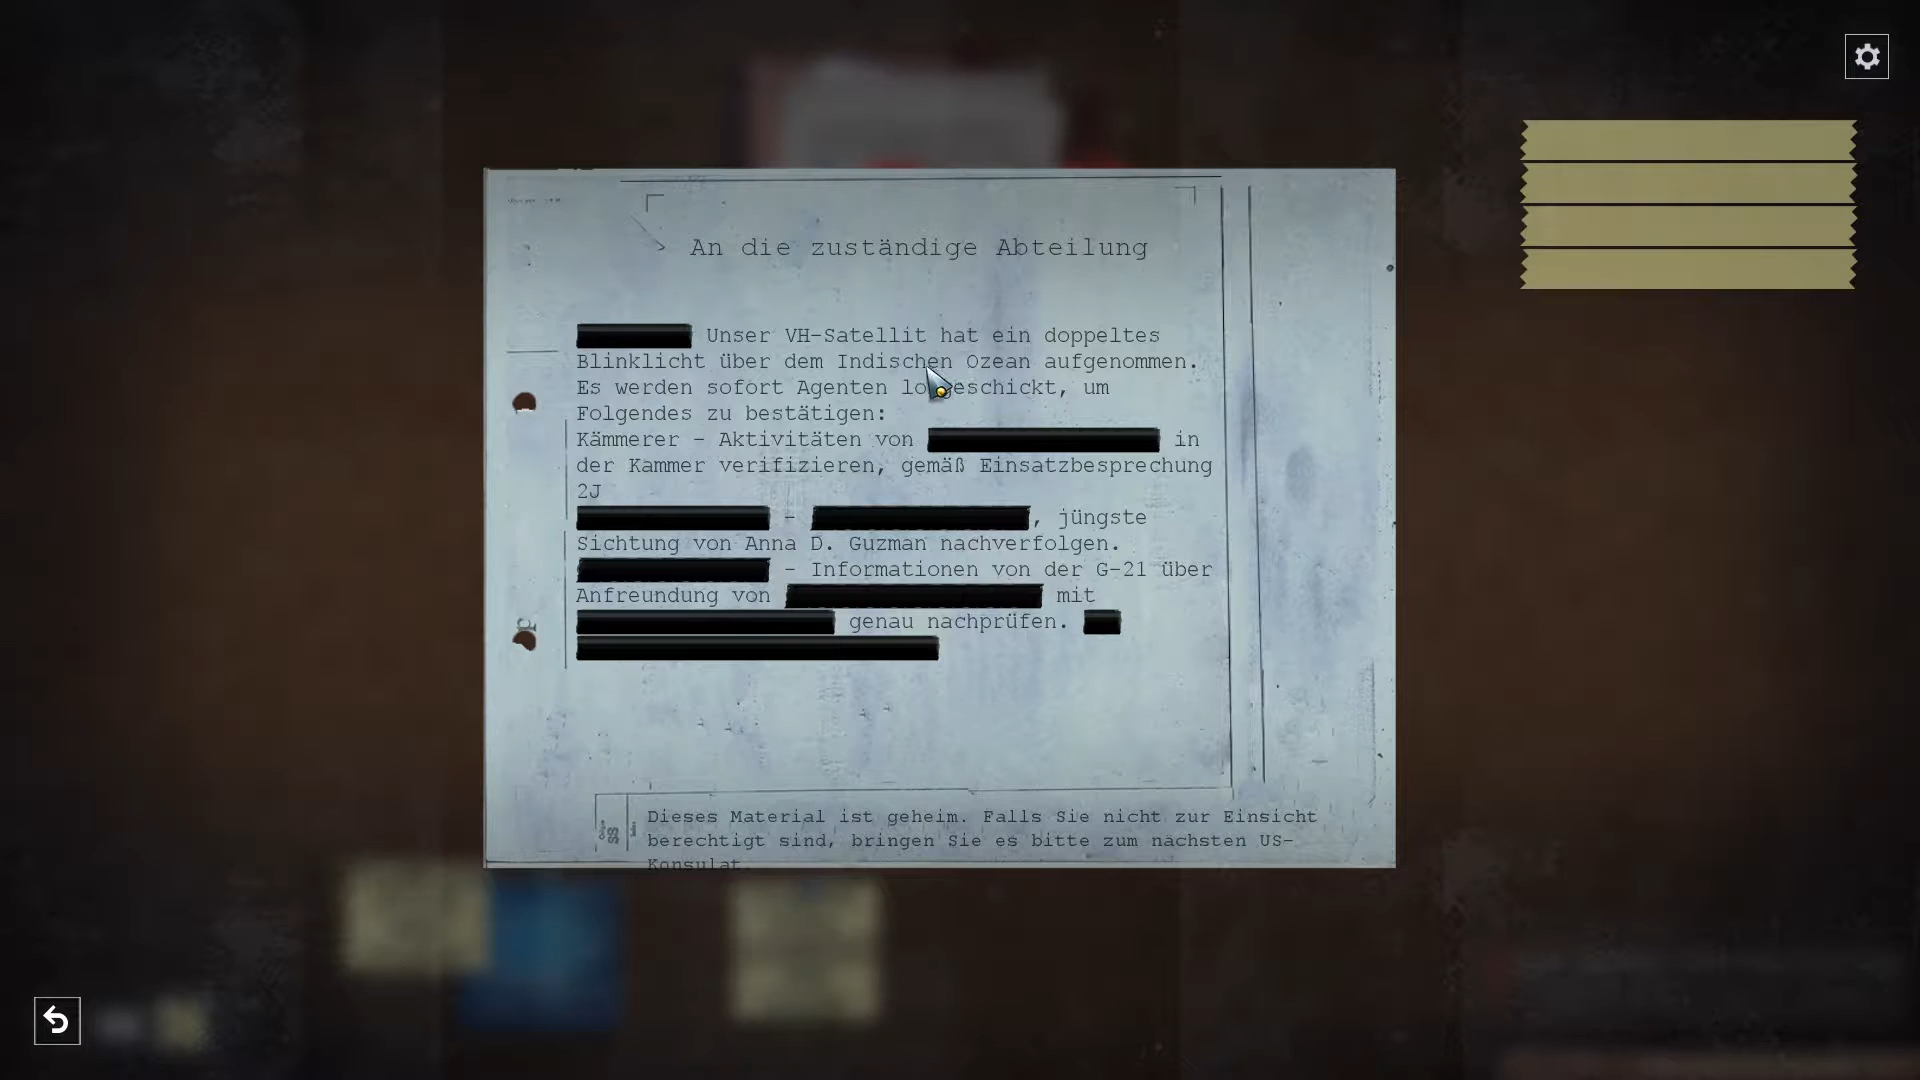 An die zuständige Abteilung
Unser VH-Satellit hat ein doppeltes
Blinklicht über dem Indischen Ozean aufgenommen.
Es werden sofort Agenten losgeschickt, um
Folgendes zu bestätigen:
Kämmerer - Aktivitäten von in
der Kammer verifizieren, gemäß Einsatzbesprechung
2J
- , jüngste
Sichtung von Anna D. Guzman nachverfolgen.
- Informationen von der G-21 über
Anfreundung von mit
genau nachprüfen.
Dieses Material ist geheim. Falls Sie nicht zur Einsicht
berechtigt sind, bringen Sie es bitte zum nächsten US-
Konsulat.